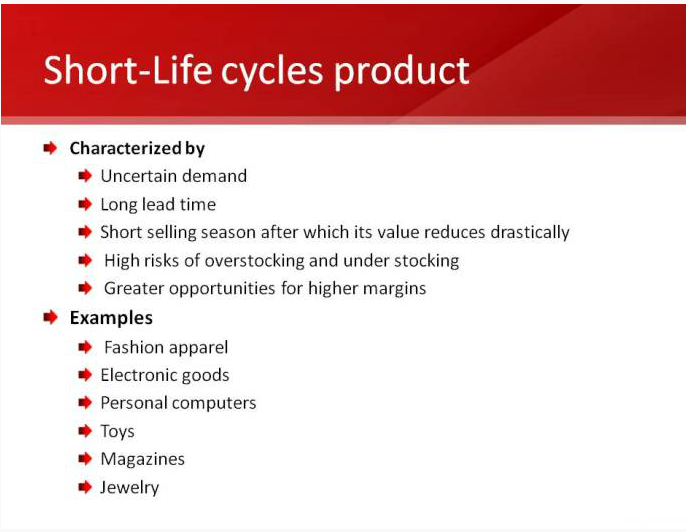 Short-Life cycles product
Characterized by
Uncertain demand
Long lead time
Short selling season after which its value reduces drastically
High risks of overstocking and under stocking
Greater opportunities for higher margins
Examples
Fashion apparel
Electronic goods
Personal computers
Toys
Magazines
Jewelry